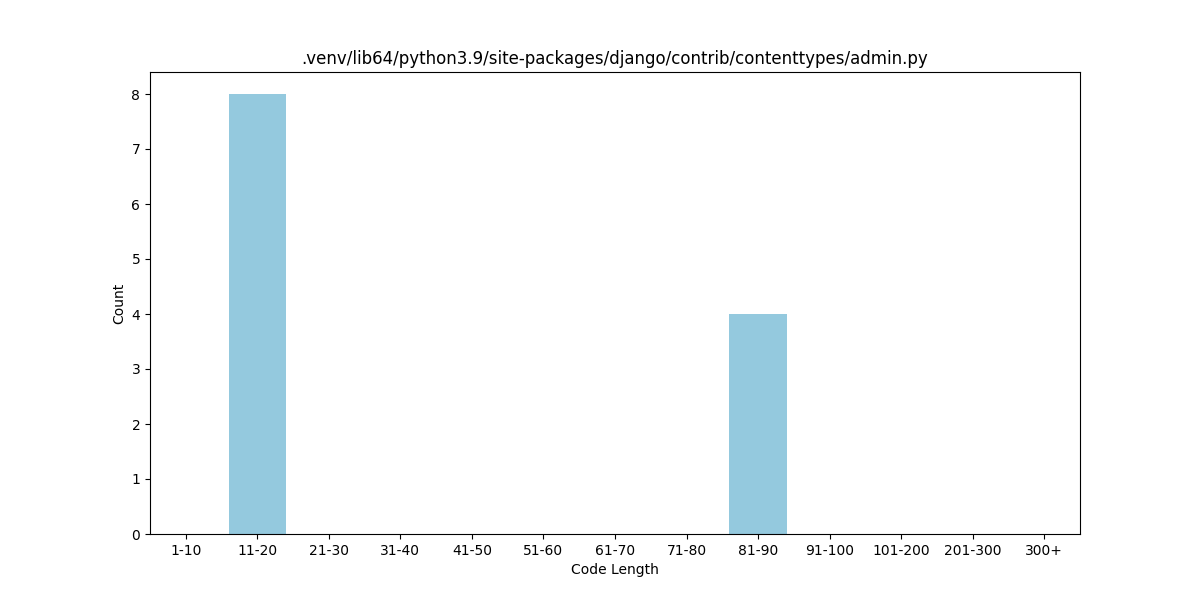 .venv/lib64/python3.9/site-packages/django/contrib/contenttypes/admin.py
8
7
6
5
4
3
2
1
0
Count
1-10 11-20 21-30 31-40 41-50 51-60 61-70 71-80 81-90 91-100 101-200 201-300 300+
Code Length